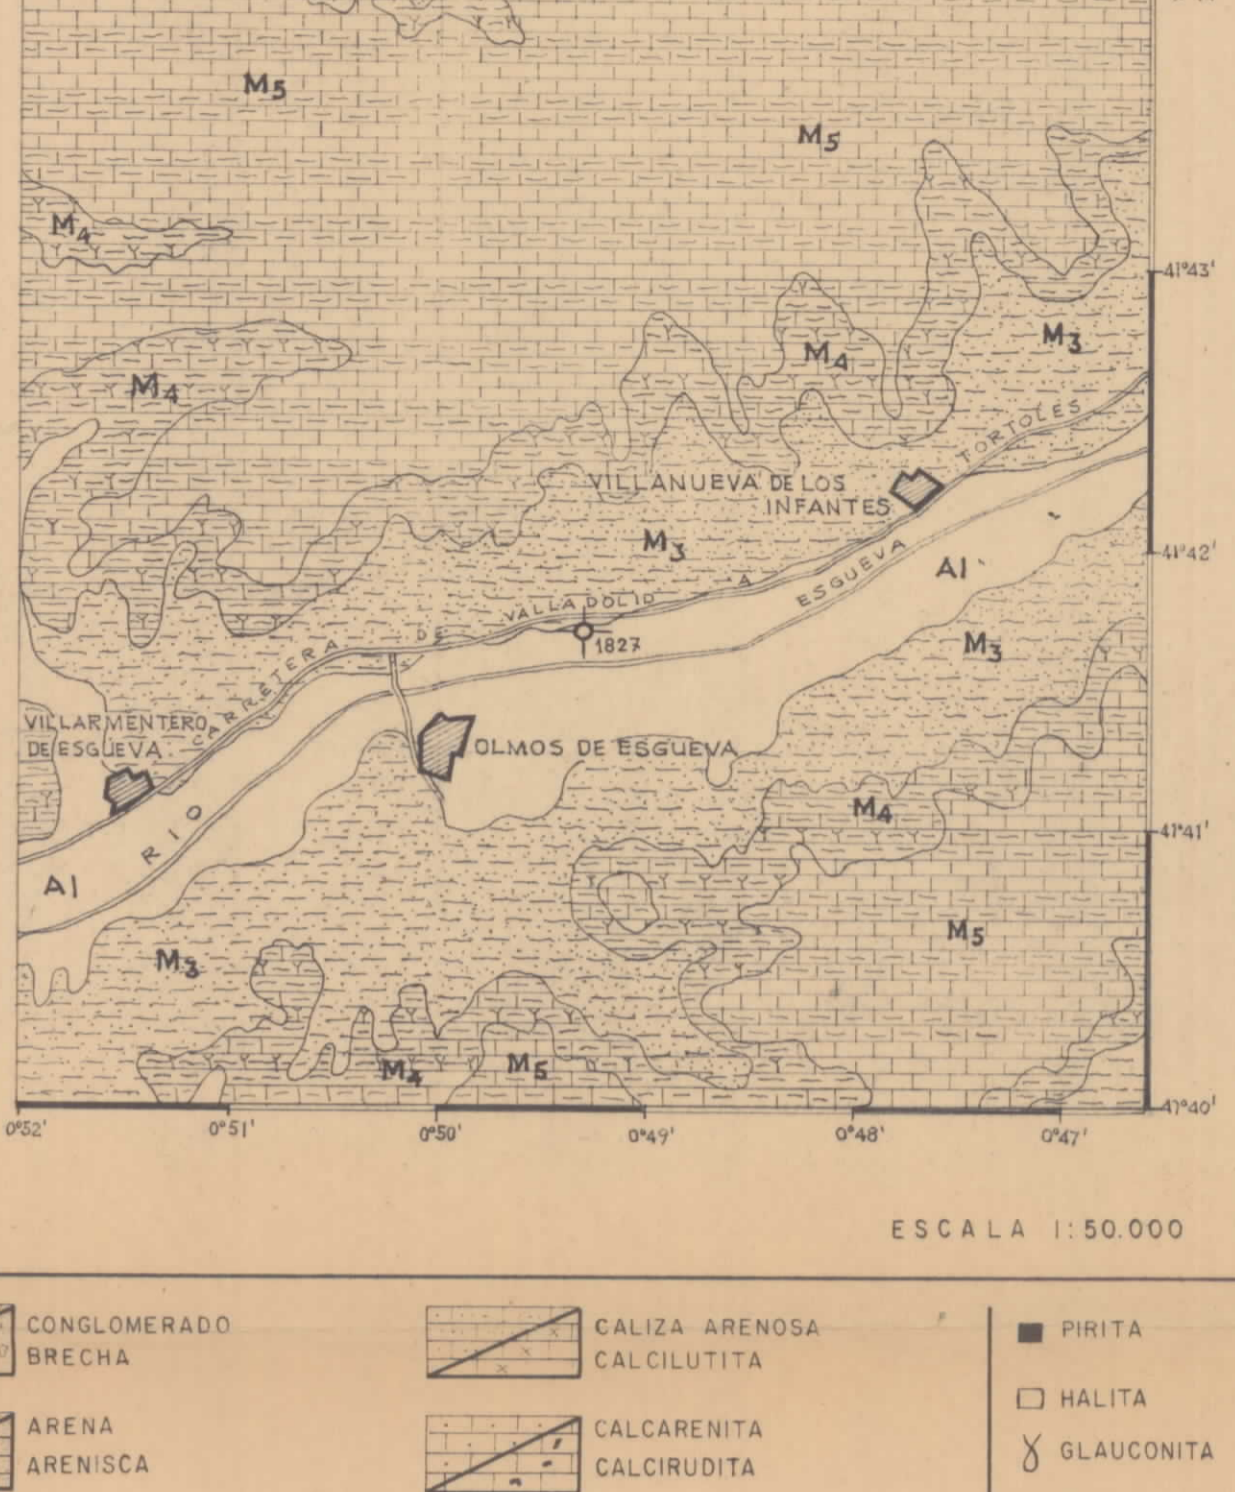 M5
M5
M4
41°43'
M3
M4
M4
TORTOLES
VILLANUEVA DE LOS
INFANTES
M3
41°42'
ESGUEVA
Al
A
VALLADOLID
DE
1827
M3
CARRETERA
VILLARMENTERO
DE ESGUEVA
OLMOS DE ESGUEVA
RIO
M4
41°41'
Al
M5
M3
M4
M5
41°40'
0°52'
0°51'
0°50'
0°49'
0°48'
0°47'
ESCALA 1:50.000
CONGLOMERADO
BRECHA
CALIZA ARENOSA
CALCILUTITA
PIRITA
HALITA
ARENA
ARENISCA
CALCARENITA
CALCIRUDITA
GLAUCONITA